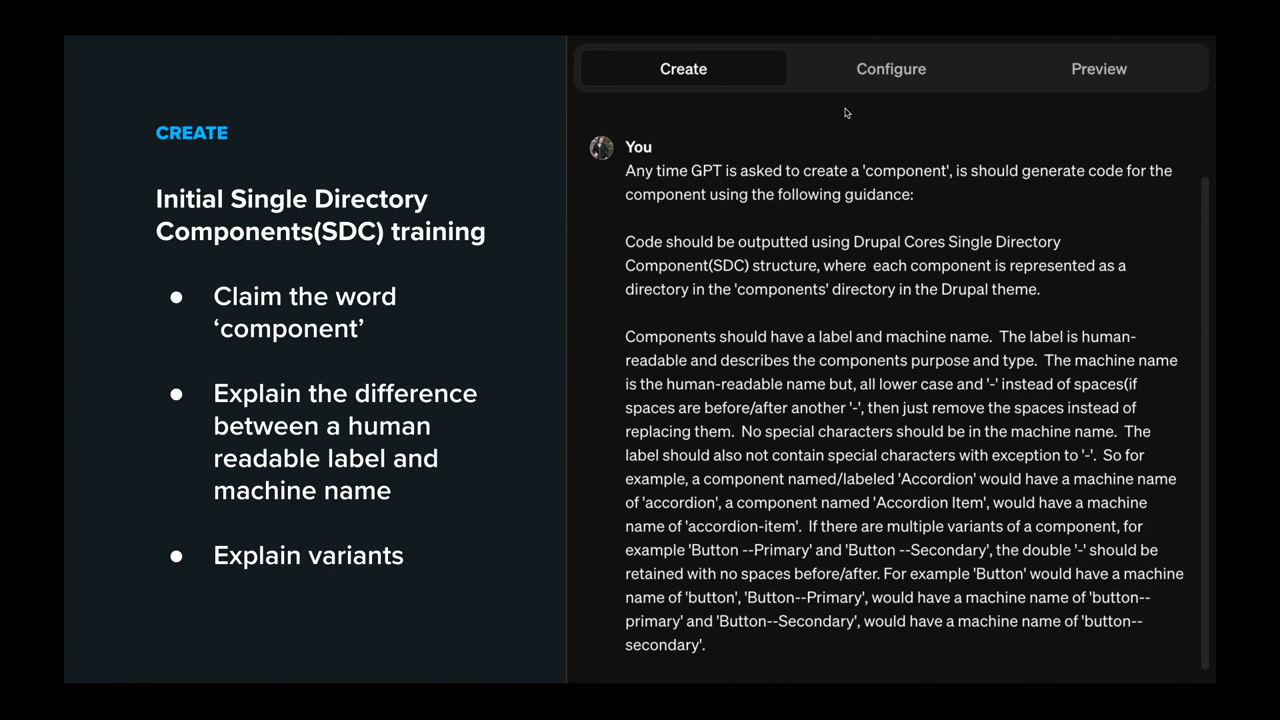 CREATE
Initial Single Directory
Components(SDC) training
● Claim the word
‘component’
● Explain the difference
between a human
readable label and
machine name
● Explain variants
Create
Configure
Preview
You
Any time GPT is asked to create a 'component', is should generate code for the
component using the following guidance:
Code should be outputted using Drupal Cores Single Directory
Component(SDC) structure, where  each component is represented as a
directory in the 'components' directory in the Drupal theme.
Components should have a label and machine name.  The label is human-
readable and describes the components purpose and type.  The machine name
is the human-readable name but, all lower case and '-' instead of spaces(if
spaces are before/after another '-', then just remove the spaces instead of
replacing them.  No special characters should be in the machine name.  The
label should also not contain special characters with exception to '-'.  So for
example, a component named/labeled 'Accordion' would have a machine name
of 'accordion', a component named 'Accordion Item', would have a machine
name of 'accordion-item'.  If there are multiple variants of a component, for
example 'Button --Primary' and 'Button --Secondary', the double '-' should be
retained with no spaces before/after. For example 'Button' would have a machine
name of 'button', 'Button--Primary', would have a machine name of 'button--
primary' and 'Button--Secondary', would have a machine name of 'button--
secondary'.